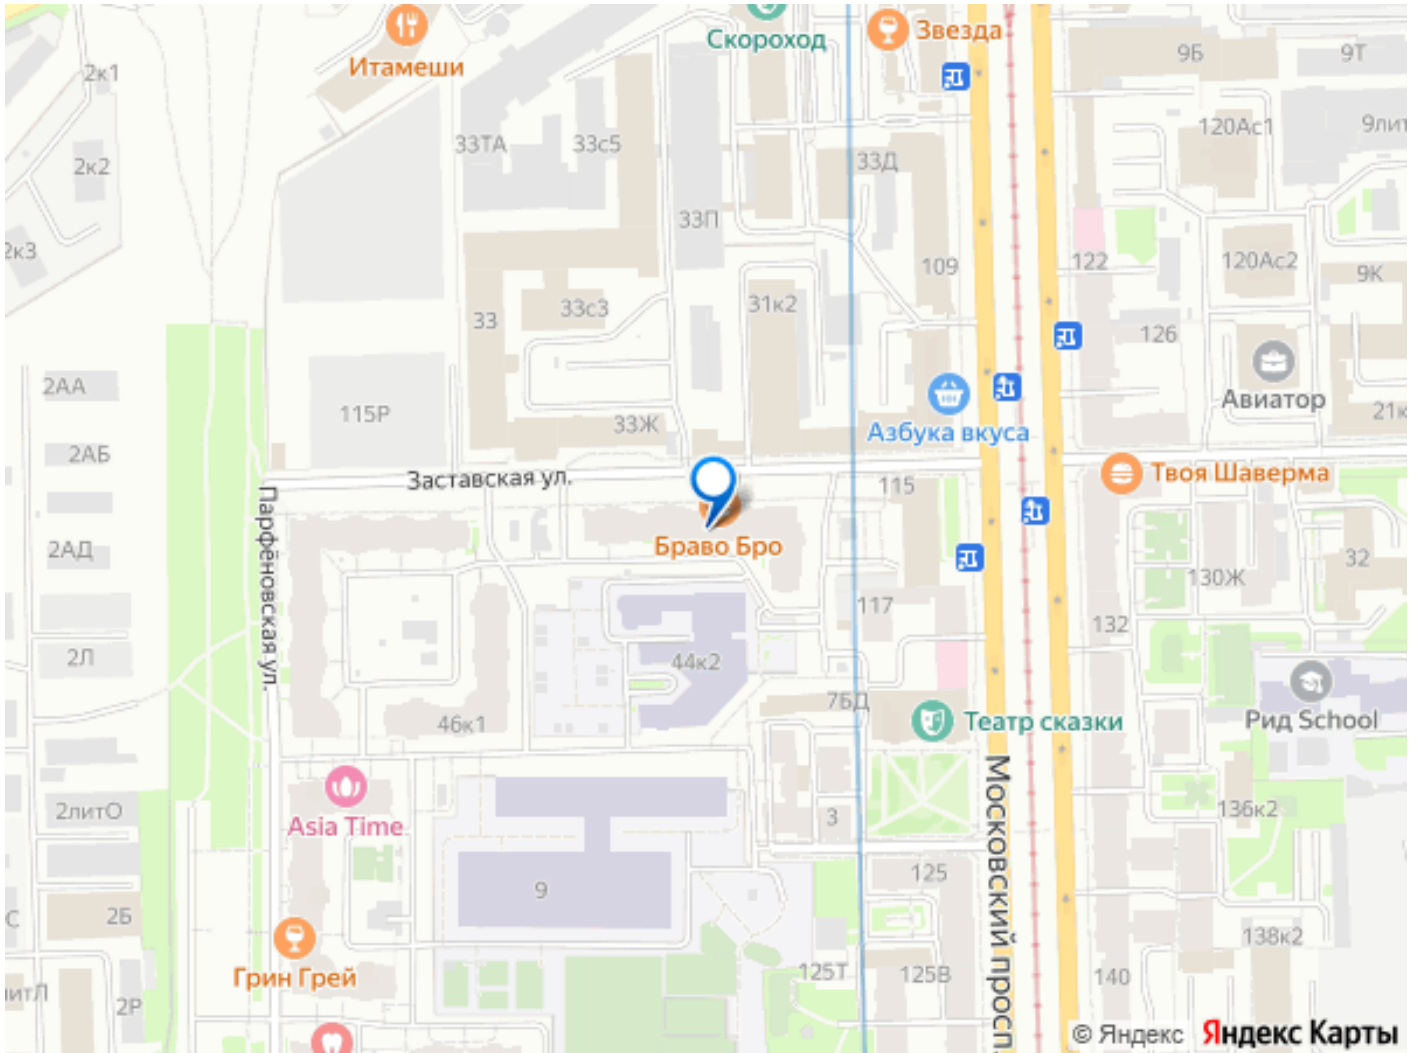 Скороход
Звезда
Итамеши
2к1
9Б
9Т
120Ас1
33ТА
33с5
33Д
2к2
33П
2к3
109
122
120Ас2
9К
33с3
31к2
33
126
2АА
Авиатор
115Р
33Ж
Азбука вкуса
2АБ
Заставская ул.
Твоя Шаверма
115
Парфёновская ул.
Браво Бро
2АД
32
130Ж
117
132
2Л
44к2
7БД
Рид School
46к1
Театр сказки
Московский просп.
2литО
Asia Time
3
136к2
125
9
2Б
138к2
Грин Грей
125Т
125В
140
2Р
© Яндекс
Яндекс Карты